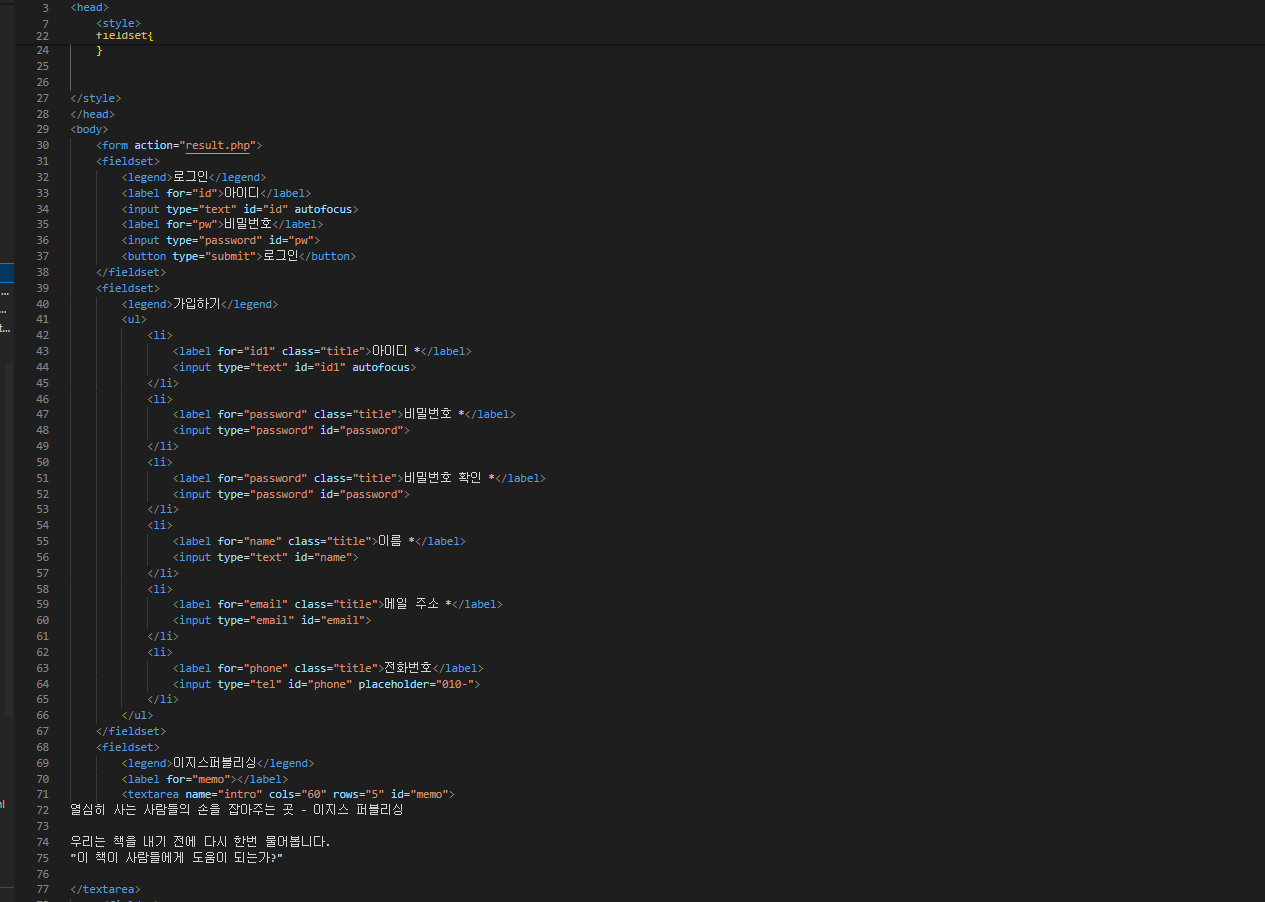 3 <head>
7 <style>
22 fieldset{
24 }
25
26
27 </style>
28 </head>
29 <body>
30 <form action="result.php">
31 <fieldset>
32 <legend>로그인</legend>
33 <label for="id">아이디</label>
34 <input type="text" id="id" autofocus>
35 <label for="pw">비밀번호</label>
36 <input type="password" id="pw">
37 <button type="submit">로그인</button>
38 </fieldset>
39 <fieldset>
40 <legend>가입하기</legend>
41 <ul>
42 <li>
43 <label for="id1" class="title">아이디 *</label>
44 <input type="text" id="id1" autofocus>
45 </li>
46 <li>
47 <label for="password" class="title">비밀번호 *</label>
48 <input type="password" id="password">
49 </li>
50 <li>
51 <label for="password" class="title">비밀번호 확인 *</label>
52 <input type="password" id="password">
53 </li>
54 <li>
55 <label for="name" class="title">이름 *</label>
56 <input type="text" id="name">
57 </li>
58 <li>
59 <label for="email" class="title">메일 주소 *</label>
60 <input type="email" id="email">
61 </li>
62 <li>
63 <label for="phone" class="title">전화번호</label>
64 <input type="tel" id="phone" placeholder="010-">
65 </li>
66 </ul>
67 </fieldset>
68 <fieldset>
69 <legend>이지스퍼블리싱</legend>
70 <label for="memo"></label>
71 <textarea name="intro" cols="60" rows="5" id="memo">
72 열심히 사는 사람들의 손을 잡아주는 곳 - 이지스 퍼블리싱
73
74 우리는 책을 내기 전에 다시 한번 물어봅니다.
75 "이 책이 사람들에게 도움이 되는가?"
76
77 </textarea>